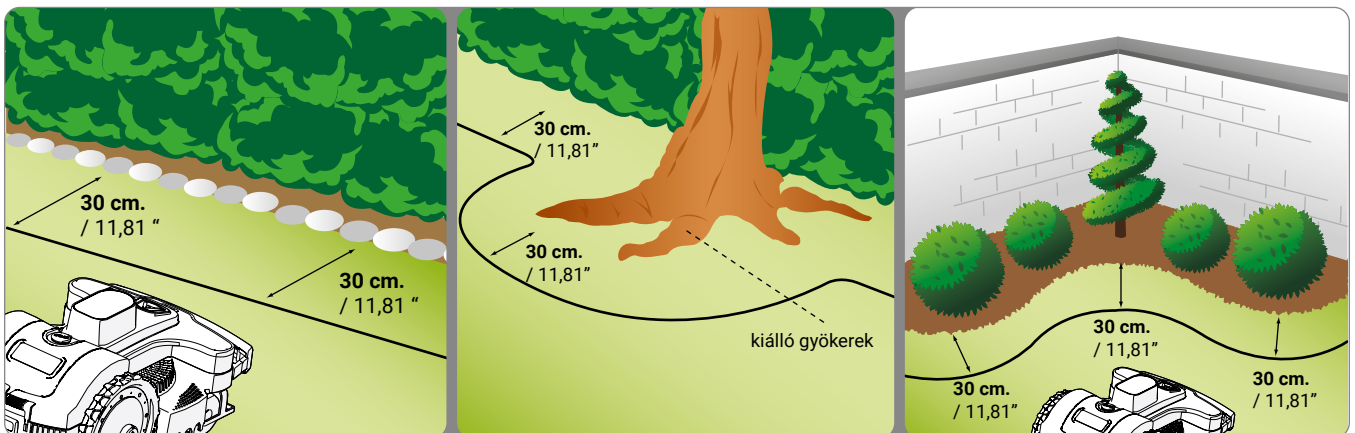 30 cm.
/ 11,81 “
30 cm.
/ 11,81 “
30 cm.
/ 11,81”
30 cm.
/ 11,81”
kiálló gyökerek
30 cm.
/ 11,81”
30 cm.
/ 11,81”
30 cm.
/ 11,81”